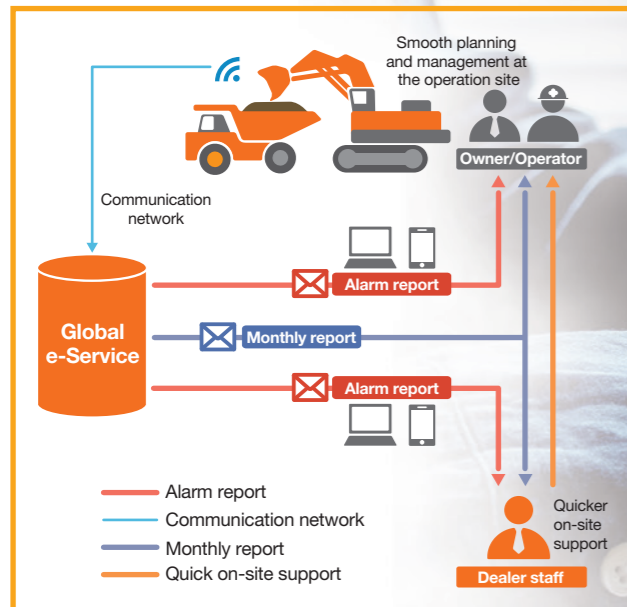 Smooth planning
and management at
the operation site
Owner/Operator
Communication
network
Alarm report
Global
e-Service
Monthly report
Alarm report
Alarm report
Communication network
Monthly report
Quick on-site support
Quicker
on-site
support
Dealer staff